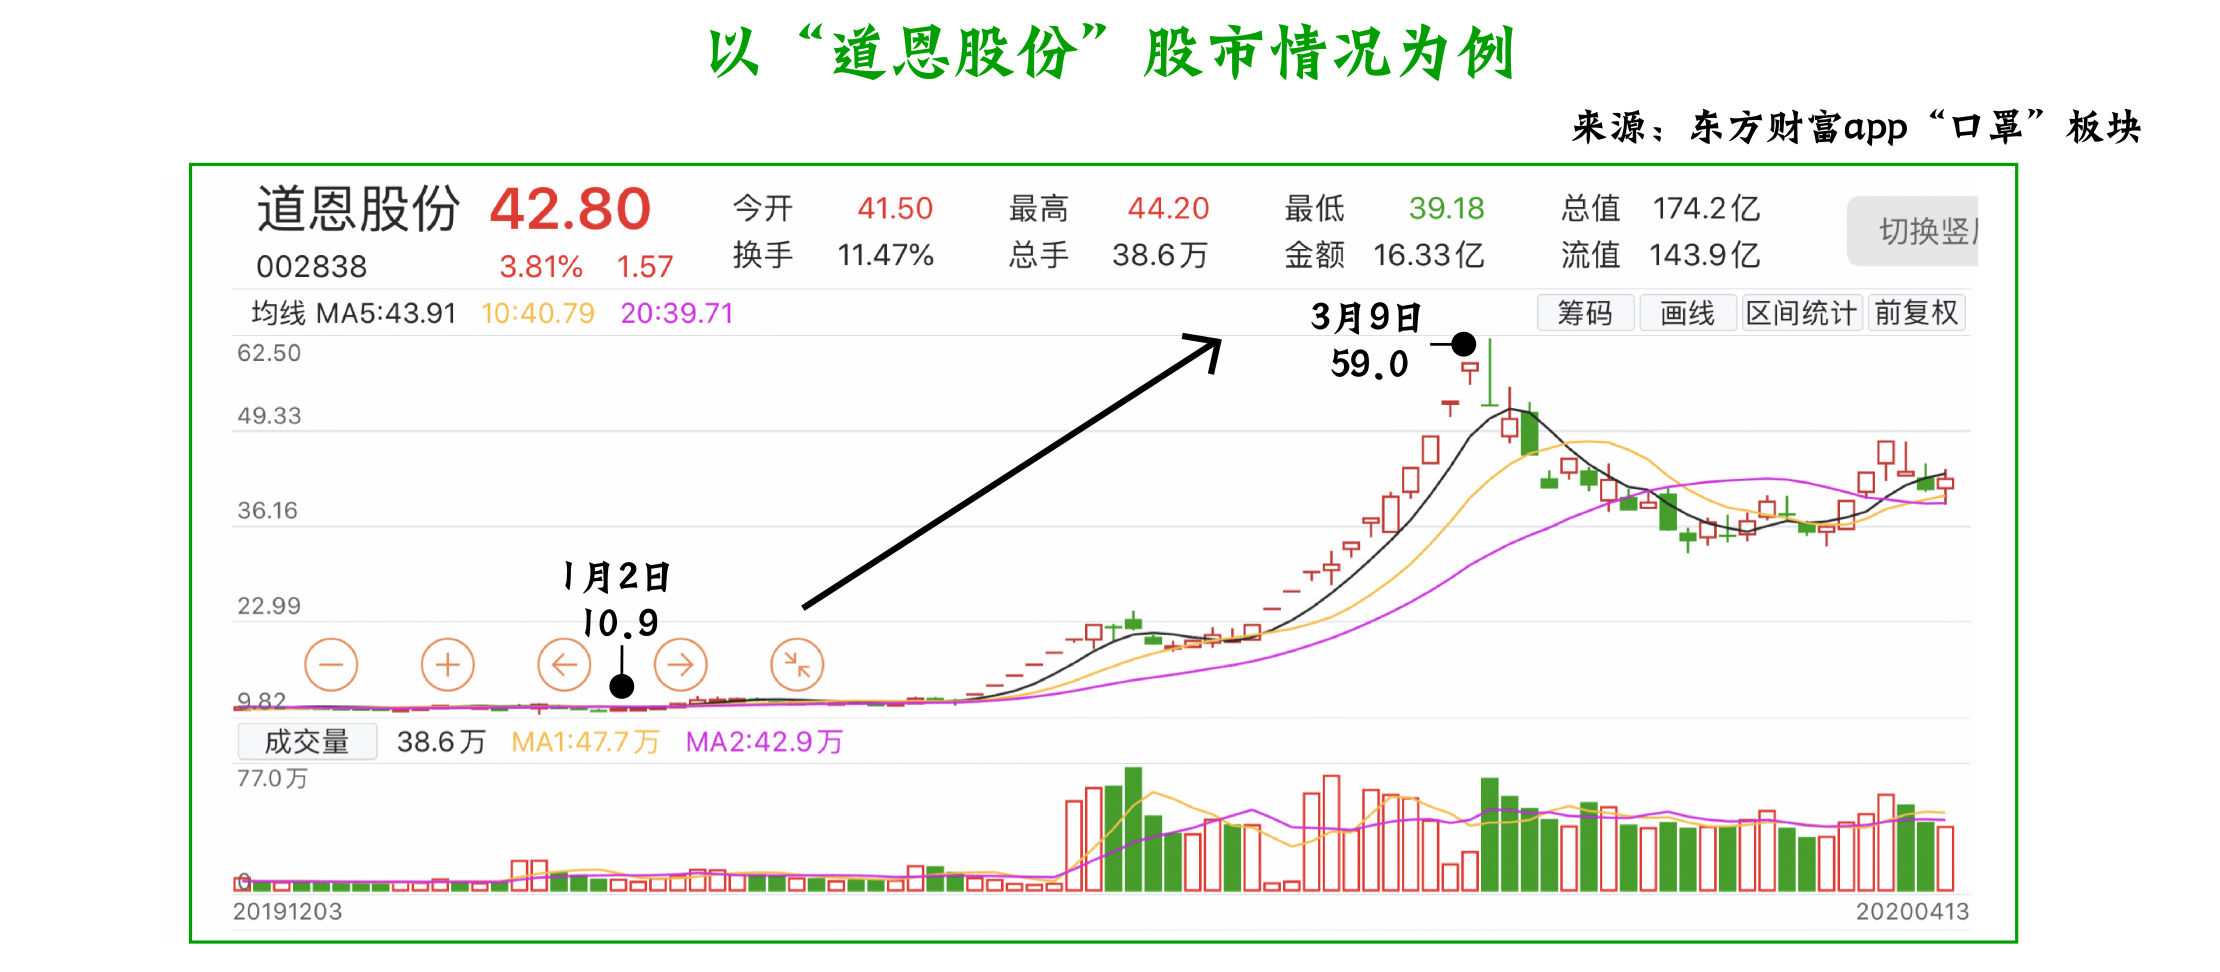 以“道恩股份”股市情况为例
来源：东方财富app“口罩”板块
道恩股份 42.80 今开 41.50 最高 44.20 最低 39.18 总值 174.2亿
切换竖
002838 3.81% 1.57 换手 11.47% 总手 38.6万 金额 16.33亿 流值 143.9亿
均线 MA5:43.91 10:40.79 20:39.71
3月9日
59.0
筹码 画线 区间统计 前复权
62.50
49.33
36.16
1月2日
10.9
22.99
9.82
成交量 38.6万 MA1:47.7万 MA2:42.9万
77.0万
0
20191203 20200413